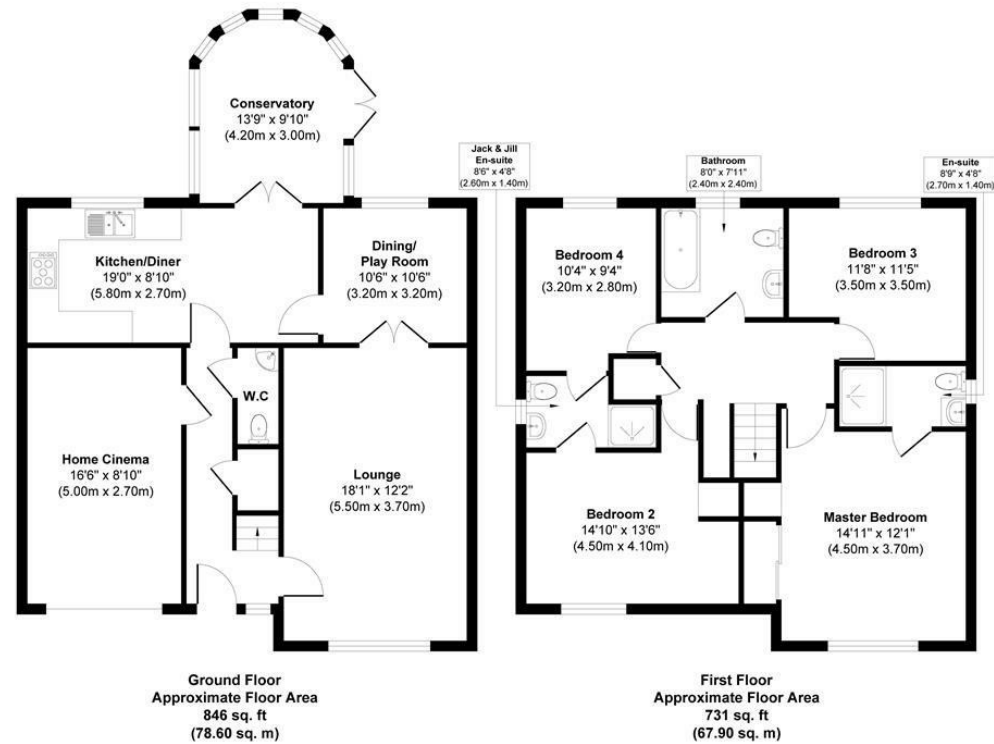 Conservatory
13'9" x 9'10"
(4.20m x 3.00m)
Kitchen/Diner
19'0" x 8'10"
(5.80m x 2.70m)
Dining/
Play Room
10'6" x 10'6"
(3.20m x 3.20m)
W.C
Home Cinema
16'6" x 8'10"
(5.00m x 2.70m)
Lounge
18'1" x 12'2"
(5.50m x 3.70m)
Ground Floor
Approximate Floor Area
846 sq. ft
(78.60 sq. m)
Jack & Jill
En-suite
8'6" x 4'8"
(2.60m x 1.40m)
Bathroom
8'0" x 7'11"
(2.40m x 2.40m)
En-suite
8'9" x 4'8"
(2.70m x 1.40m)
Bedroom 4
10'4" x 9'4"
(3.20m x 2.80m)
Bedroom 3
11'8" x 11'5"
(3.50m x 3.50m)
Bedroom 2
14'10" x 13'6"
(4.50m x 4.10m)
Master Bedroom
14'11" x 12'1"
(4.50m x 3.70m)
First Floor
Approximate Floor Area
731 sq. ft
(67.90 sq. m)